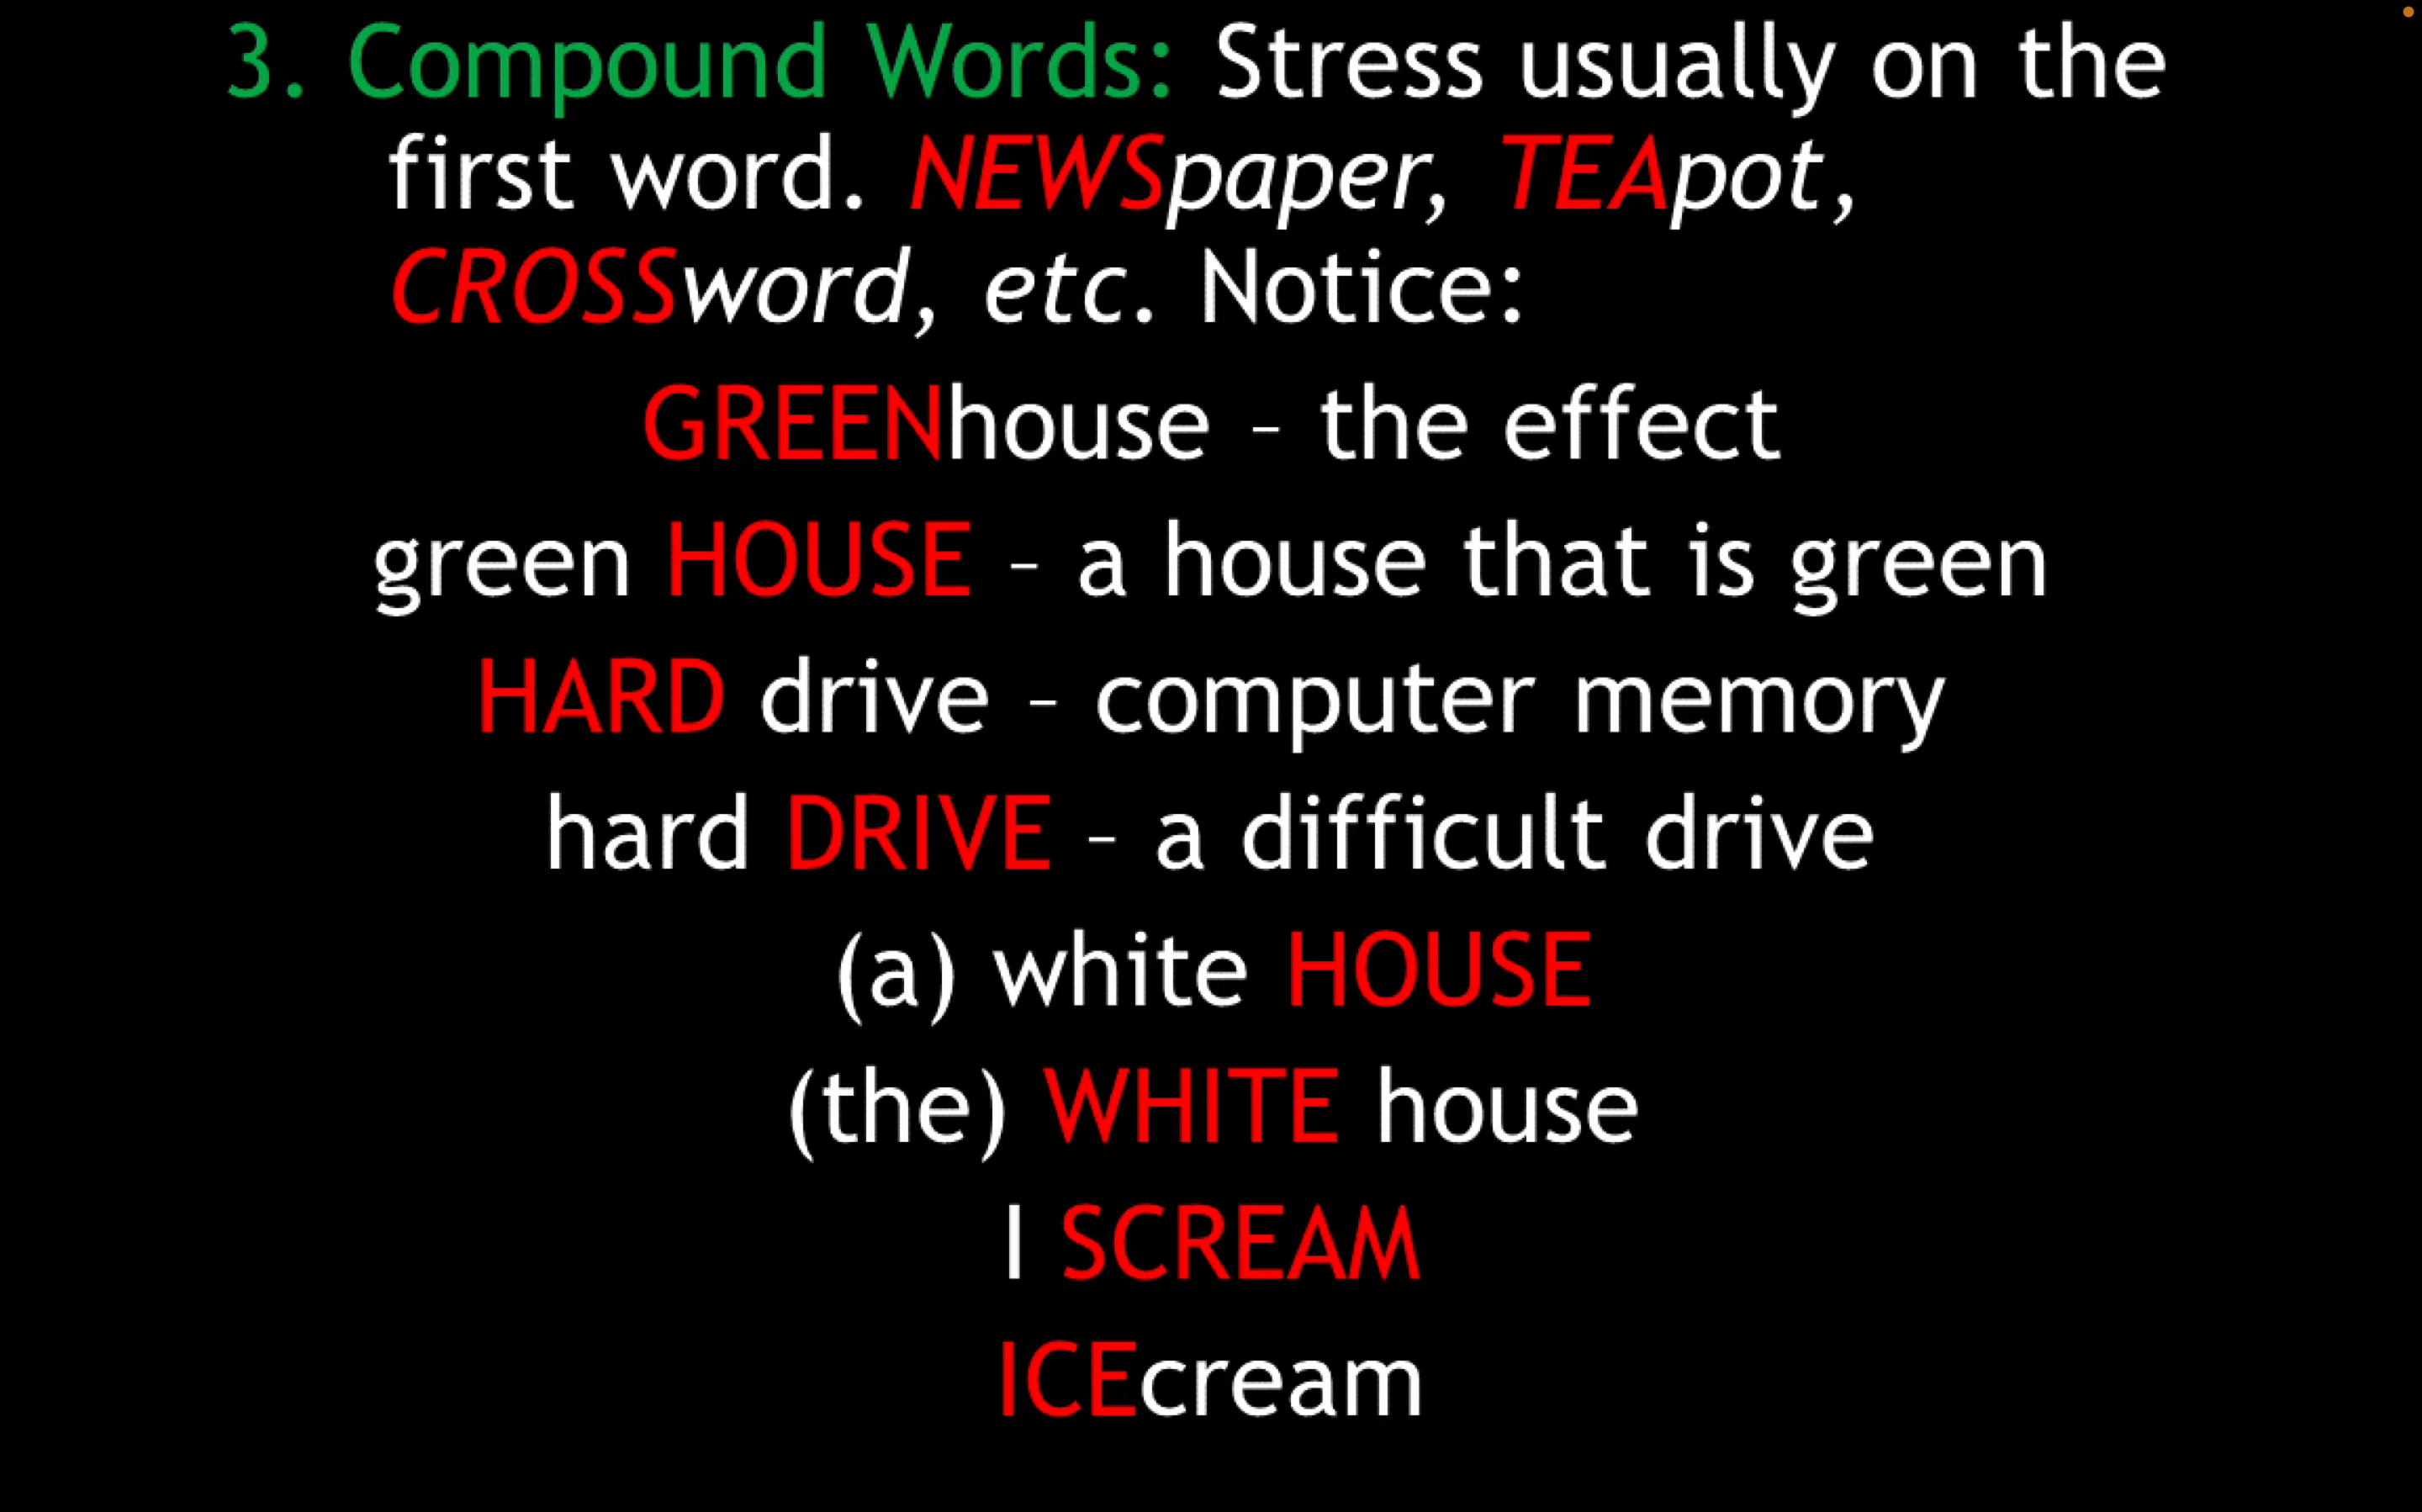 3. Compound Words: Stress usually on the
first word. NEWSpaper, TEApot,
CROSSword, etc. Notice:
GREENhouse - the effect
green HOUSE - a house that is green
HARD drive - computer memory
hard DRIVE - a difficult drive
(a) white HOUSE
(the) WHITE house
I SCREAM
ICEcream